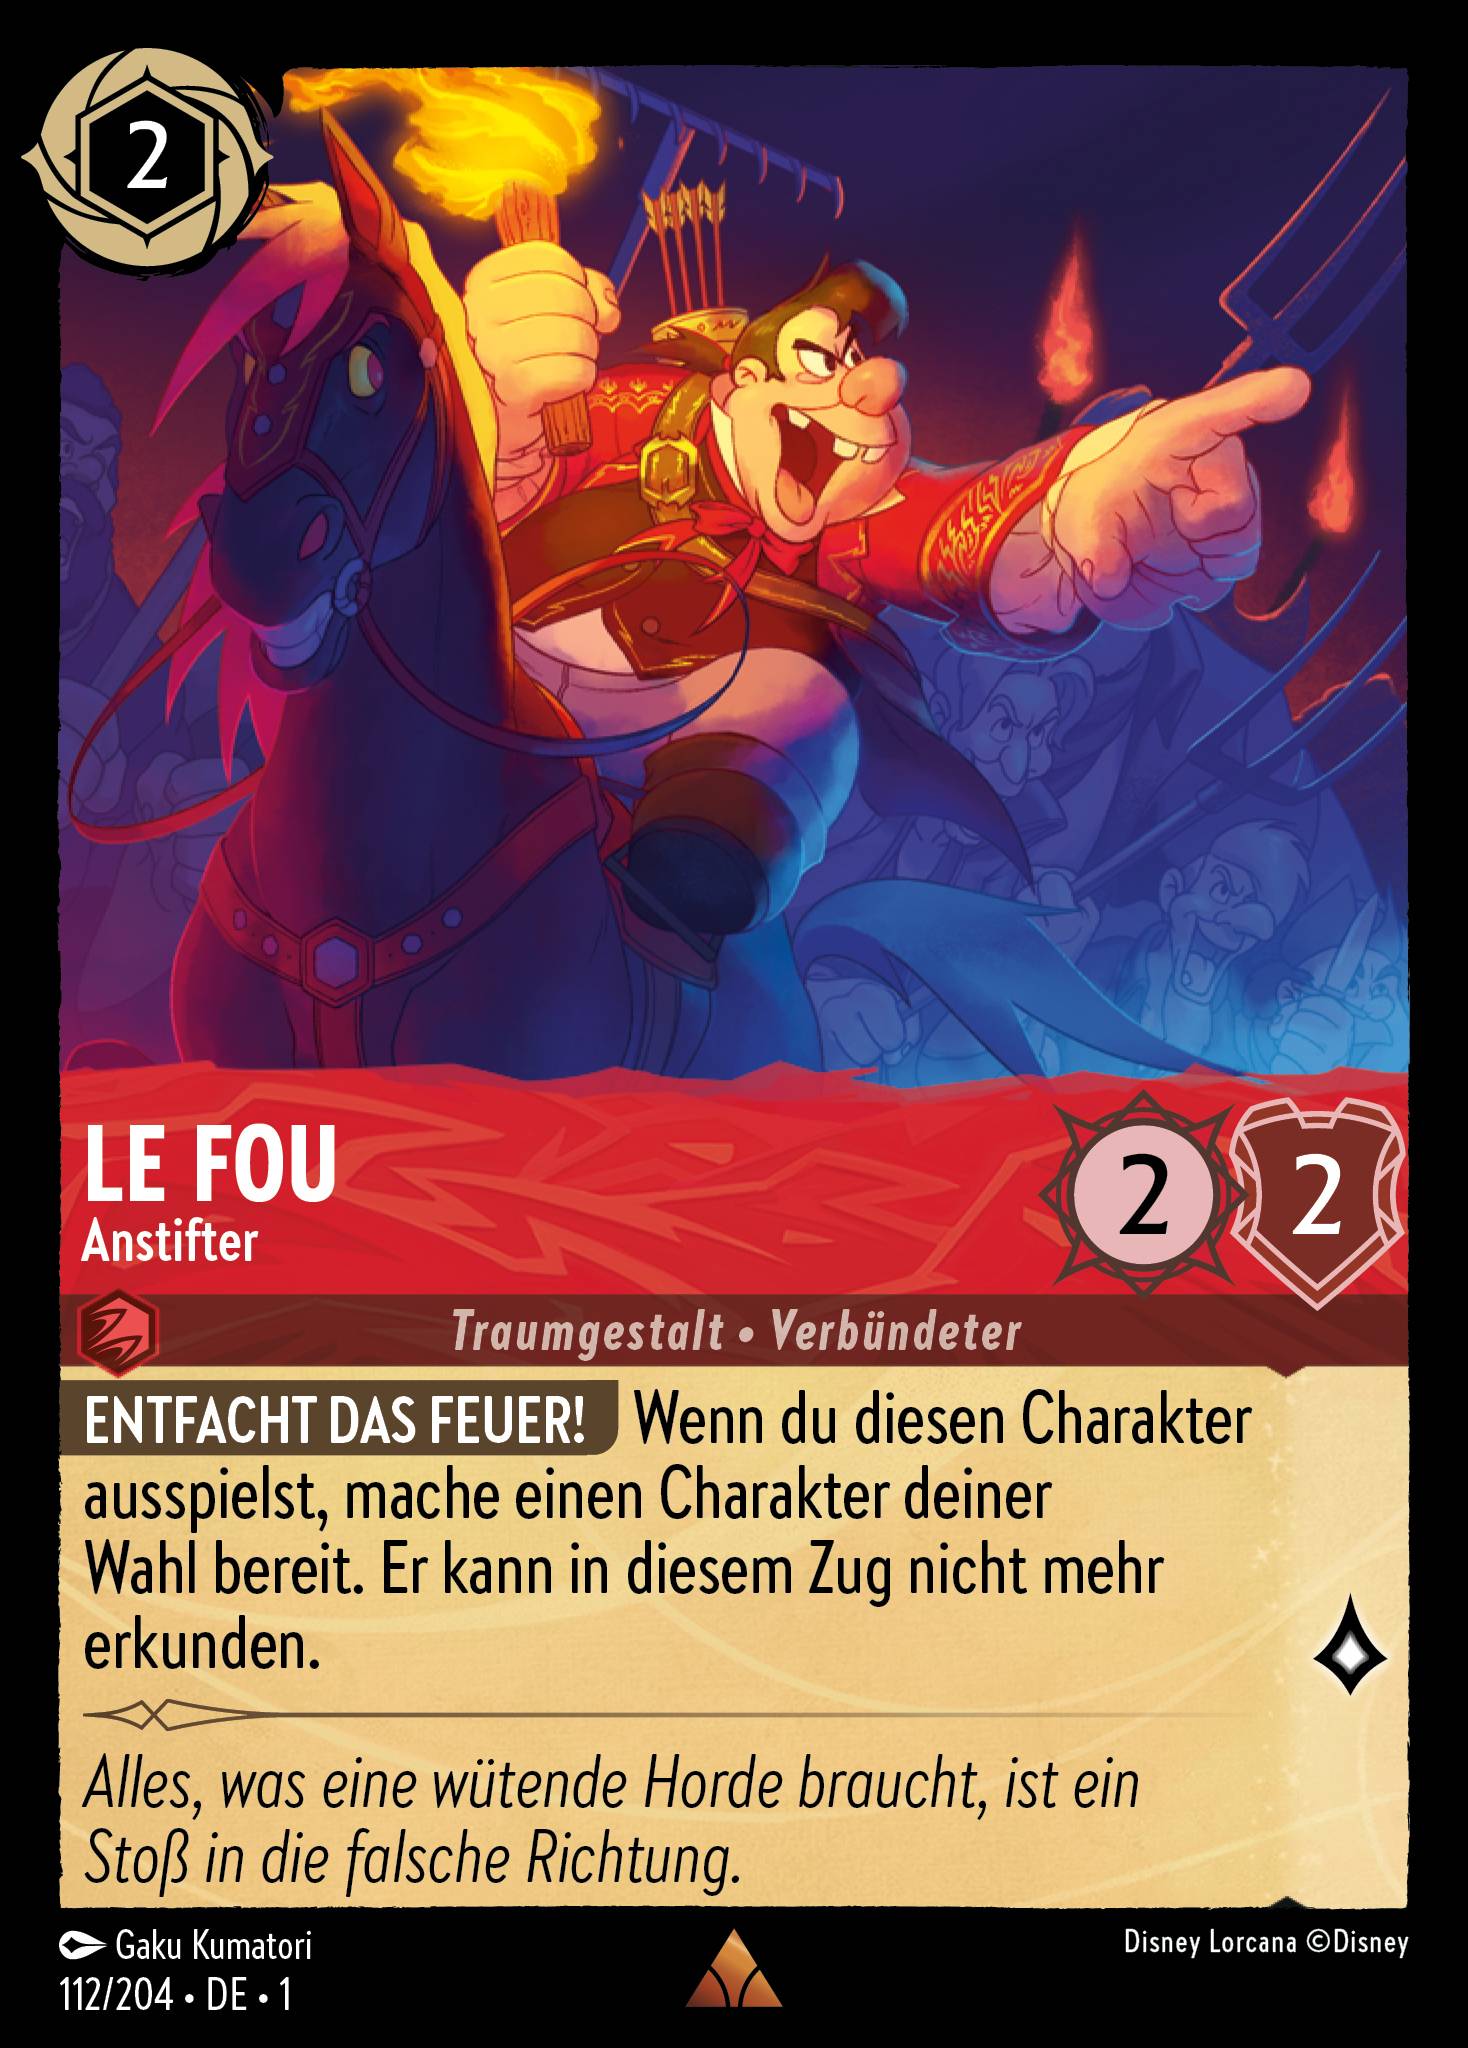 2
LE FOU
Anstifter
2 2
Traumgestalt • Verbündeter
ENTFACHT DAS FEUER! Wenn du diesen Charakter
ausspielst, mache einen Charakter deiner
Wahl bereit. Er kann in diesem Zug nicht mehr
erkunden.
Alles, was eine wütende Horde braucht, ist ein
Stoß in die falsche Richtung.
Gaku Kumatori
Disney Lorcana ©Disney
112/204 • DE • 1